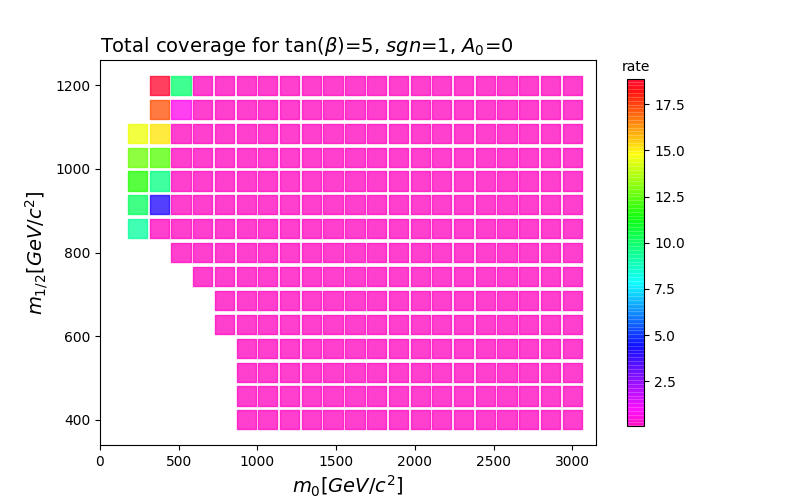 Total coverage for tan(β)=5, sgn=1, A₀=0
rate
1200
1000
800
600
400
m₁/₂[GeV/c²]
0 500 1000 1500 2000 2500 3000
m₀[GeV/c²]
17.5
15.0
12.5
10.0
7.5
5.0
2.5